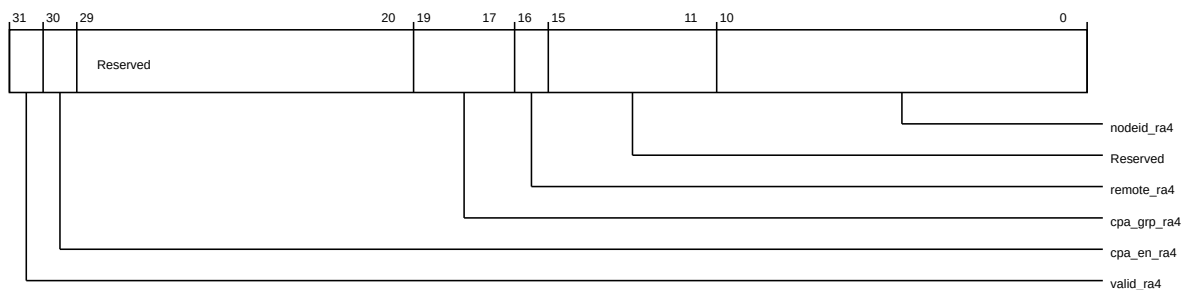 31 30 29 20 19 17 16 15 11 10 0
Reserved
nodeid_ra4
Reserved
remote_ra4
cpa_grp_ra4
cpa_en_ra4
valid_ra4